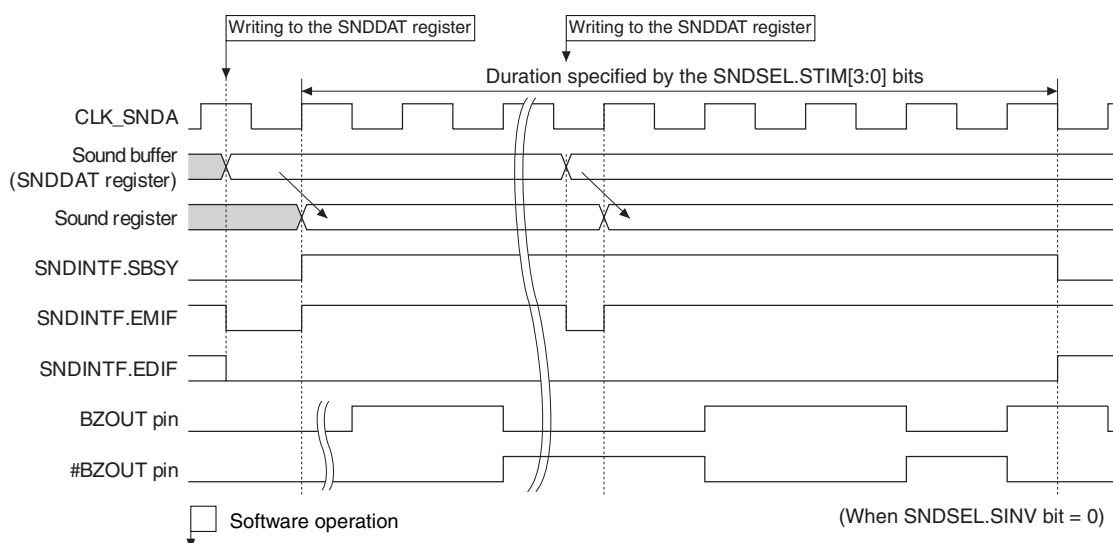 Writing to the SNDDAT register
Writing to the SNDDAT register
Duration specified by the SNDSEL.STIM[3:0] bits
CLK_SNDA
Sound buffer
(SNDDAT register)
Sound register
SNDINTF.SBSY
SNDINTF.EMIF
SNDINTF.EDIF
BZOUT pin
#BZOUT pin
Software operation
(When SNDSEL.SINV bit = 0)